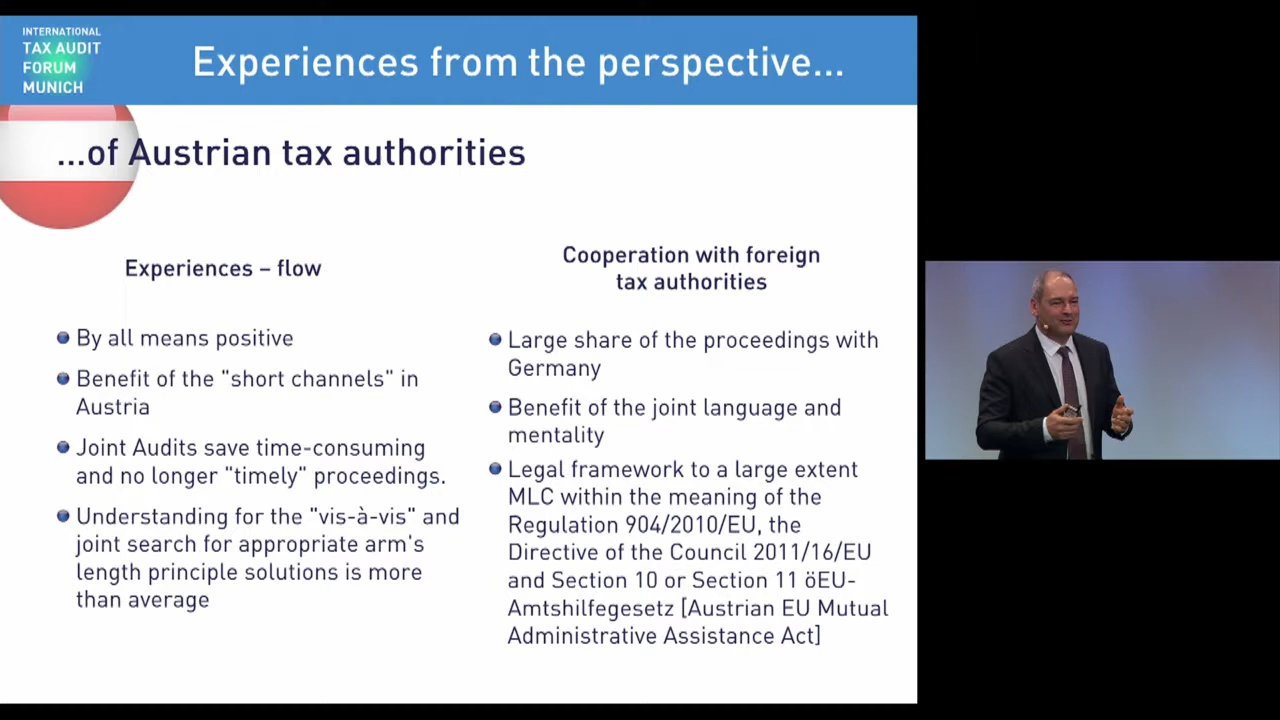 INTERNATIONAL
TAX AUDIT
FORUM
MUNICH
Experiences from the perspective...
...of Austrian tax authorities
Experiences – flow
By all means positive
Benefit of the "short channels" in
Austria
Joint Audits save time-consuming
and no longer "timely" proceedings.
Understanding for the "vis-à-vis" and
joint search for appropriate arm's
length principle solutions is more
than average
Cooperation with foreign
tax authorities
Large share of the proceedings with
Germany
Benefit of the joint language and
mentality
Legal framework to a large extent
MLC within the meaning of the
Regulation 904/2010/EU, the
Directive of the Council 2011/16/EU
and Section 10 or Section 11 öEU-
Amtshilfegesetz [Austrian EU Mutual
Administrative Assistance Act]